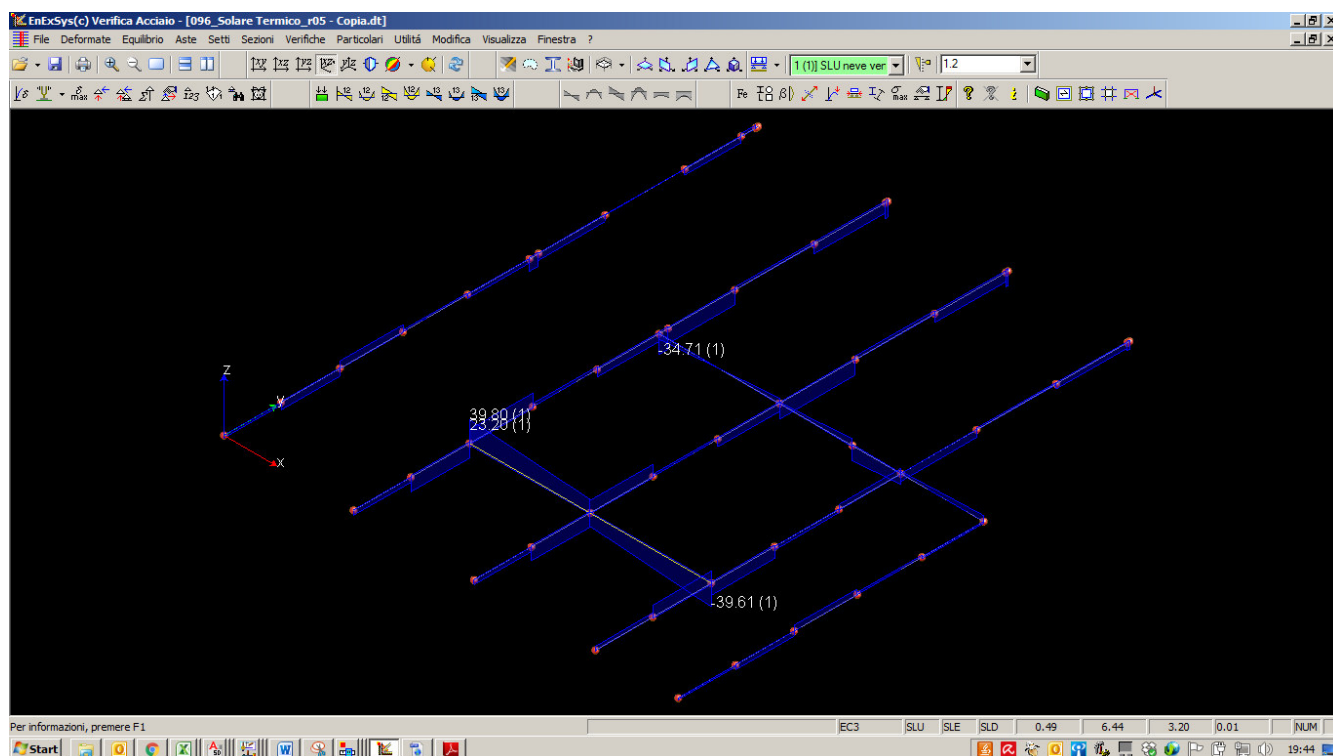 EnExSys(c) Verifica Acciaio - [096_Solare Termico_r05 - Copia.dt]
File Deformate Equilibrio Aste Setti Sezioni Verifiche Particolari Utilitá Modifica Visualizza Finestra ?
1 (1)] SLU neve ver 1.2
-34.71 (1)
Z
y
39.80 (1)
23.20 (1)
X
-39.61 (1)
Per informazioni, premere F1 EC3 SLU SLE SLD 0.49 6.44 3.20 0.01 NUM
Start 19:44